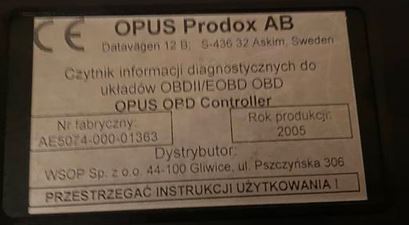 CE OPUS Prodox AB
Datavägen 12 B; S-436 32 Askim, Sweden
Czytnik informacji diagnostycznych do
układów OBDII/EOBD OBD
OPUS OBD Controller
Nr fabryczny:
AE5074-000-01363
Rok produkcji:
2005
Dystrybutor:
WSOP Sp. z o.o. 44-100 Gliwice, ul. Pszczyńska 306
PRZESTRZEGAĆ INSTRUKCJI UŻYTKOWANIA !